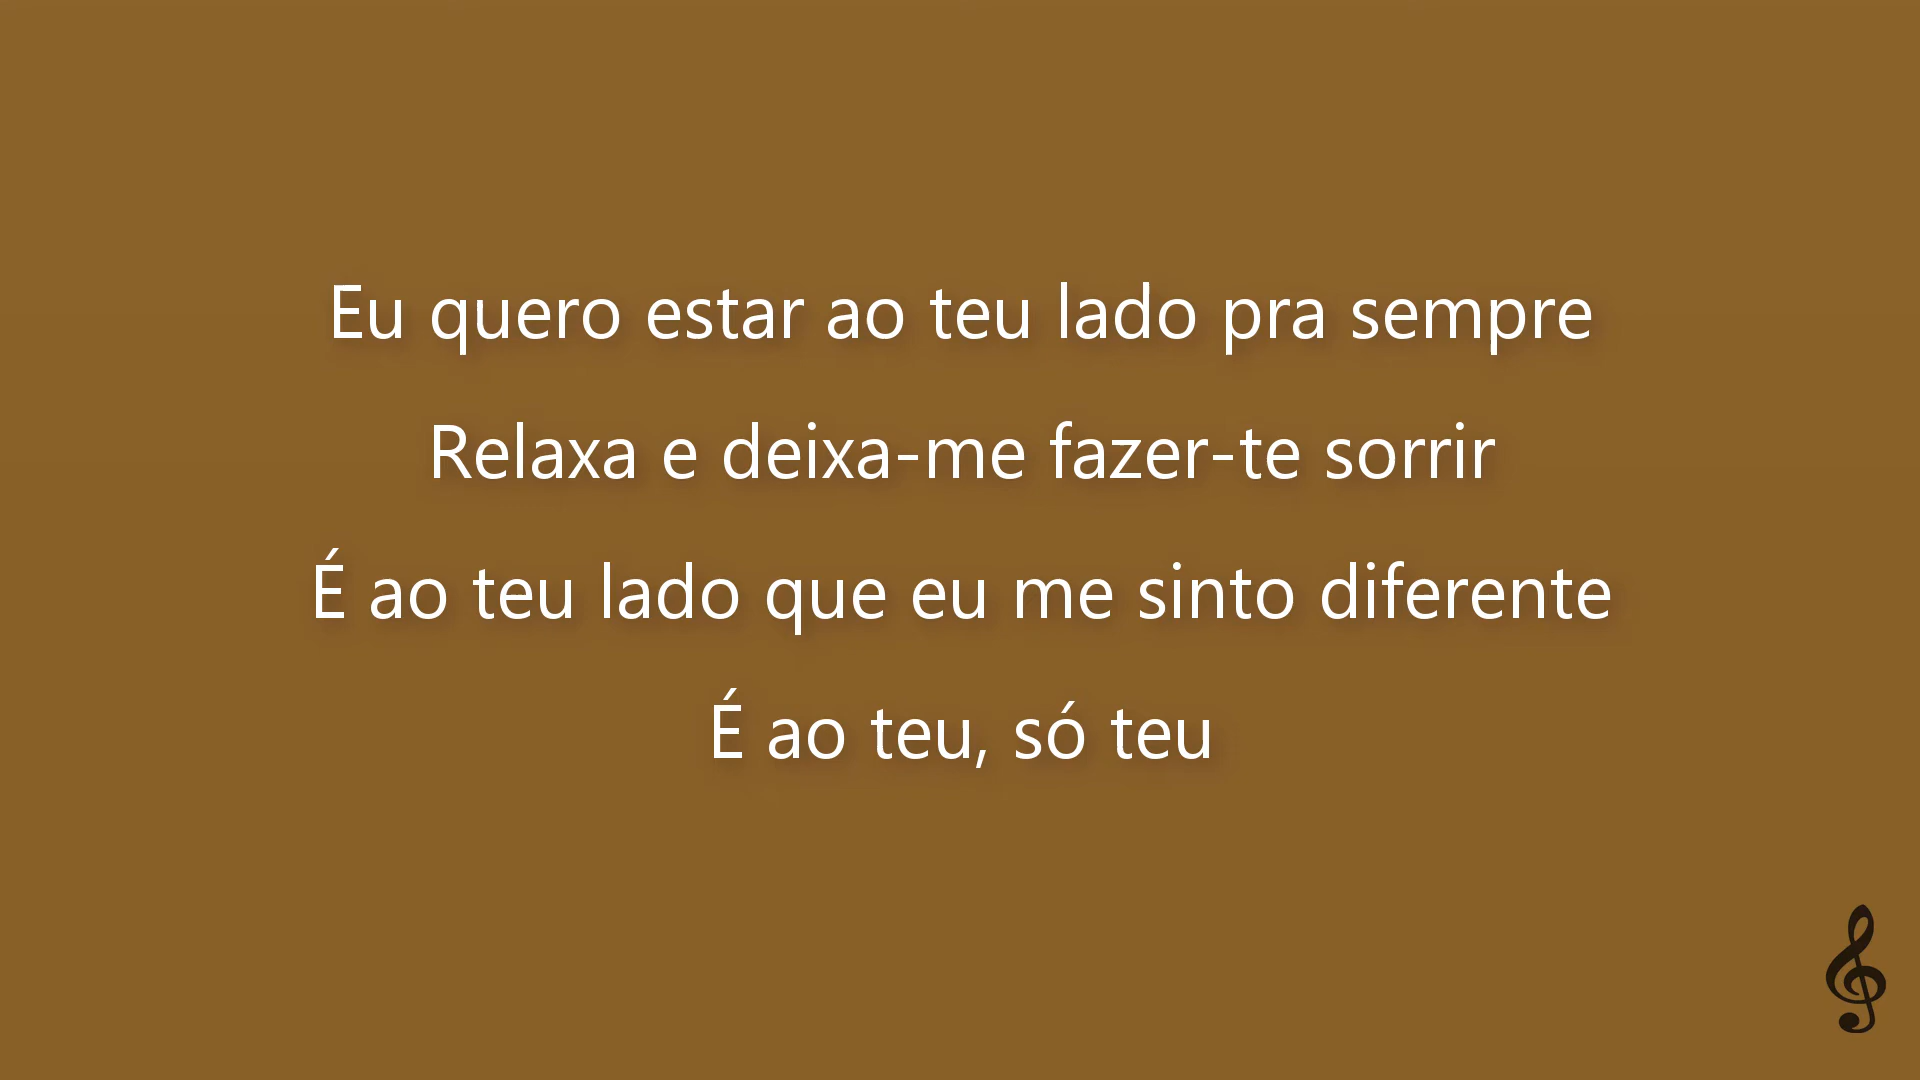 Eu quero estar ao teu lado pra sempre
Relaxa e deixa-me fazer-te sorrir
É ao teu lado que eu me sinto diferente
É ao teu, só teu